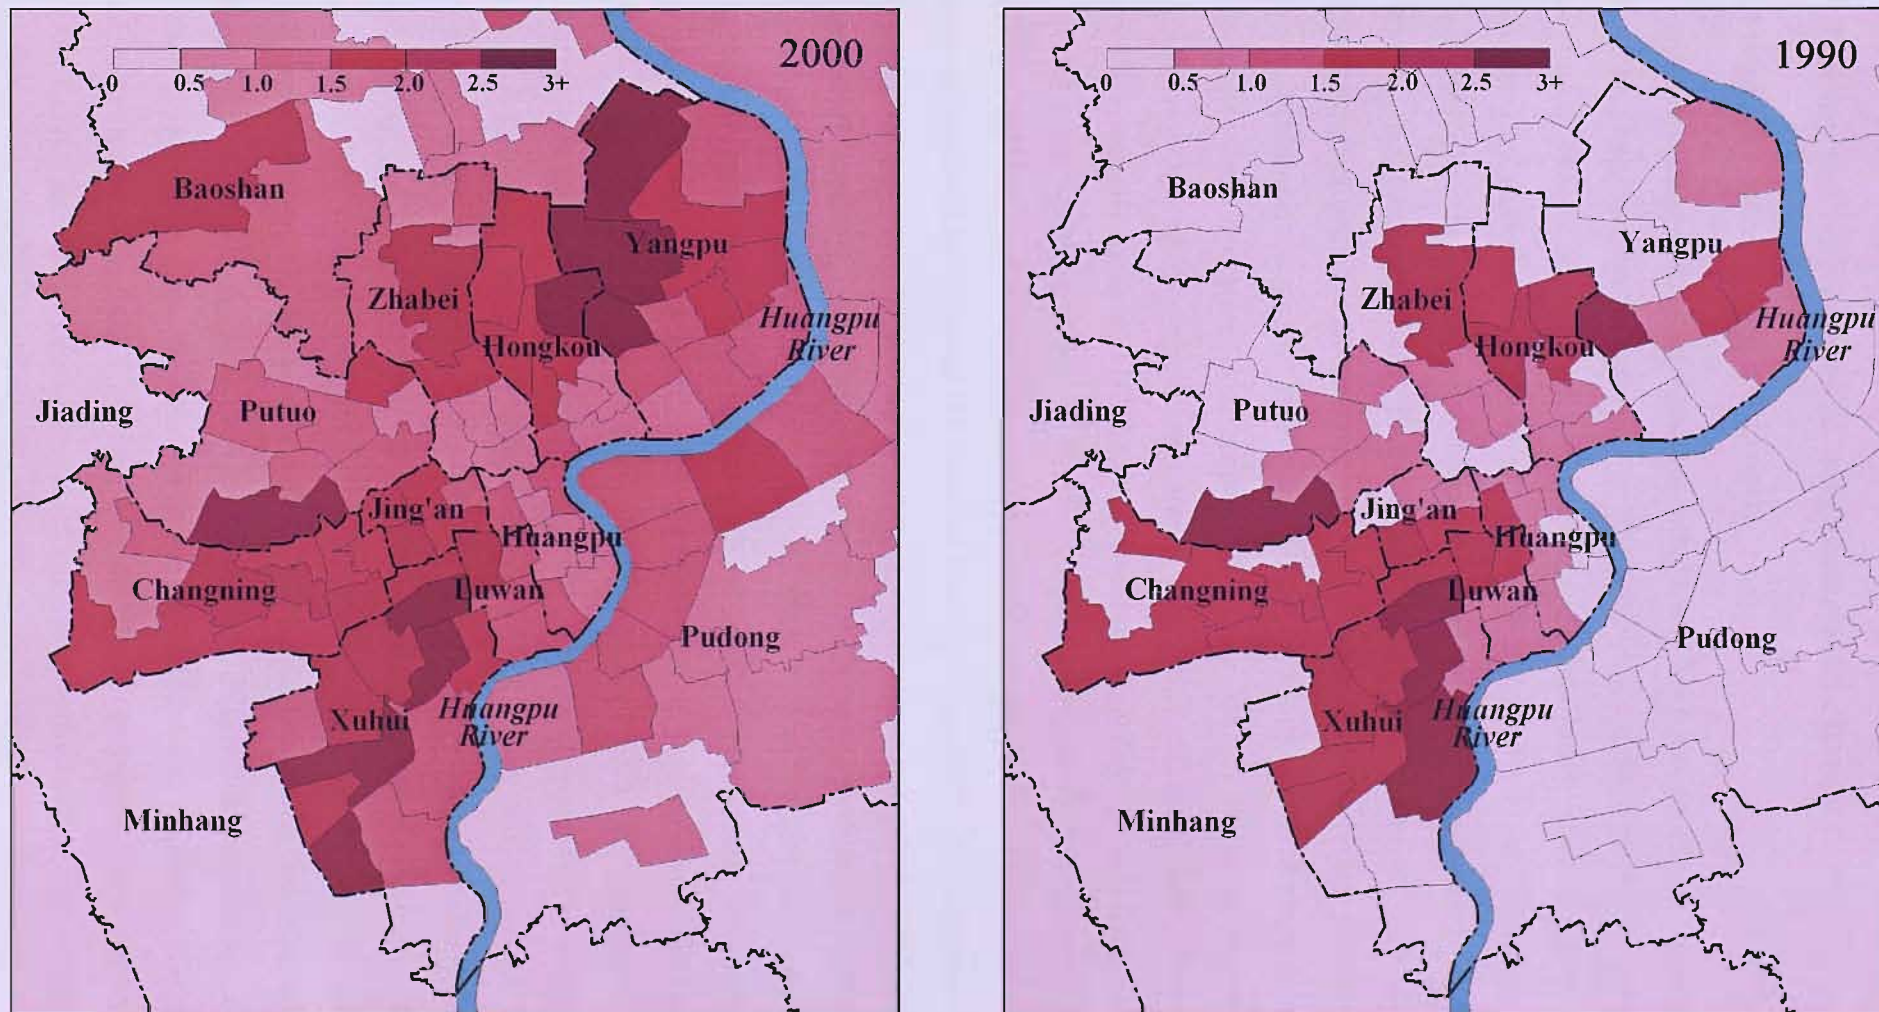 2000
0 0.5 1.0 1.5 2.0 2.5 3+
Baoshan
Yangpu
Zhabei
Huangpu
River
Hongkou
Jiading
Putuo
Jing'an
Huangpu
Changning
Luwan
Pudong
Huangpu
River
Xuhui
Minhang
1990
0 0.5 1.0 1.5 2.0 2.5 3+
Baoshan
Yangpu
Zhabei
Huangpu
River
Hongkou
Jiading
Putuo
Jing'an
Huangpu
Changning
Luwan
Pudong
Huangpu
River
Xuhui
Minhang